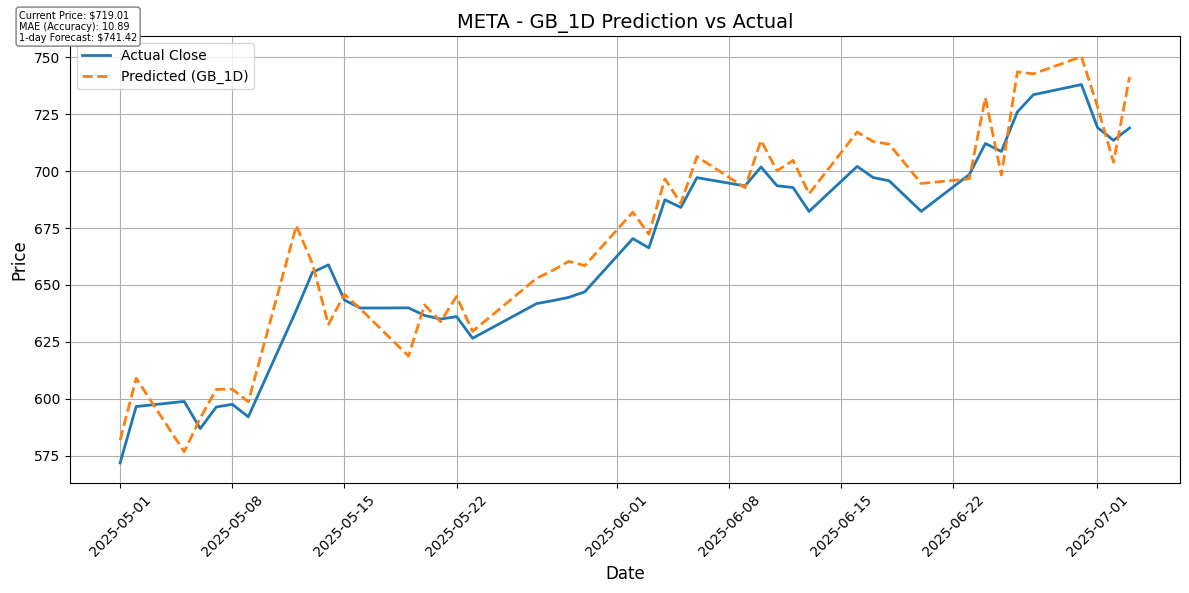 META - GB_1D Prediction vs Actual
Current Price: $719.01
MAE (Accuracy): 10.89
1-day Forecast: $741.42
Actual Close
Predicted (GB_1D)
Price
750
725
700
675
650
625
600
575
2025-05-01
2025-05-08
2025-05-15
2025-05-22
2025-06-01
2025-06-08
2025-06-15
2025-06-22
2025-07-01
Date